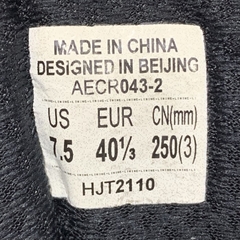 MADE IN CHINA
DESIGNED IN BEIJING
AECR043-2
US EUR CN(mm)
7.5 40⅓ 250(3)
HJT2110